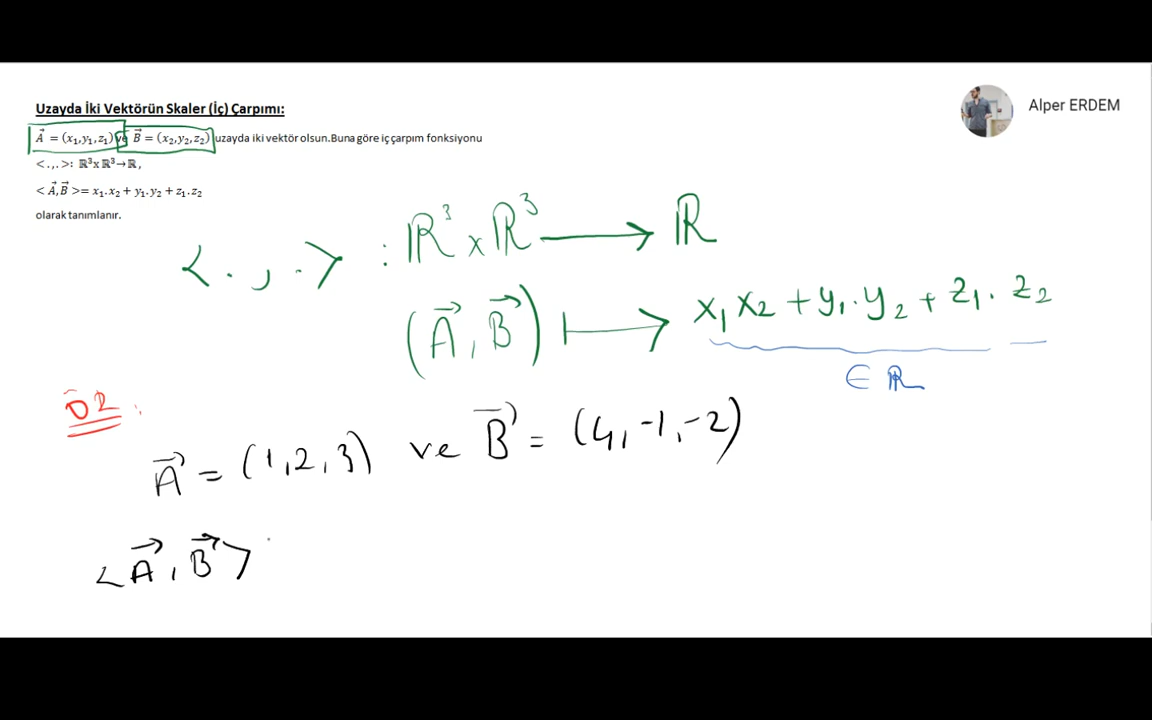 Uzayda İki Vektörün Skaler (İç) Çarpımı:
Alper ERDEM
A⃗ = (x₁,y₁,z₁) ve B⃗ = (x₂,y₂,z₂) uzayda iki vektör olsun.Buna göre iç çarpım fonksiyonu
<.,.>: ℝ³xℝ³→ℝ,
< A⃗,B⃗ >= x₁.x₂ + y₁.y₂ + z₁.z₂
olarak tanımlanır.
< . , . > : ℝ³ x ℝ³ ⟶ ℝ
(A⃗, B⃗) ⟼ x₁x₂ + y₁.y₂ + z₁.z₂
∈ ℝ
A⃗ = (1,2,3) ve B⃗ = (4,-1,-2)
<A⃗, B⃗>